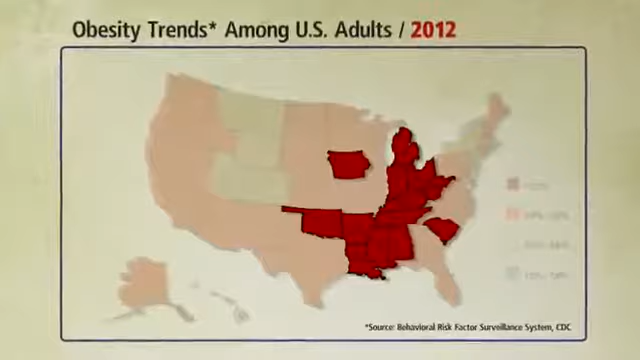 Obesity Trends* Among U.S. Adults / 2012
*Source: Behavioral Risk Factor Surveillance System, CDC